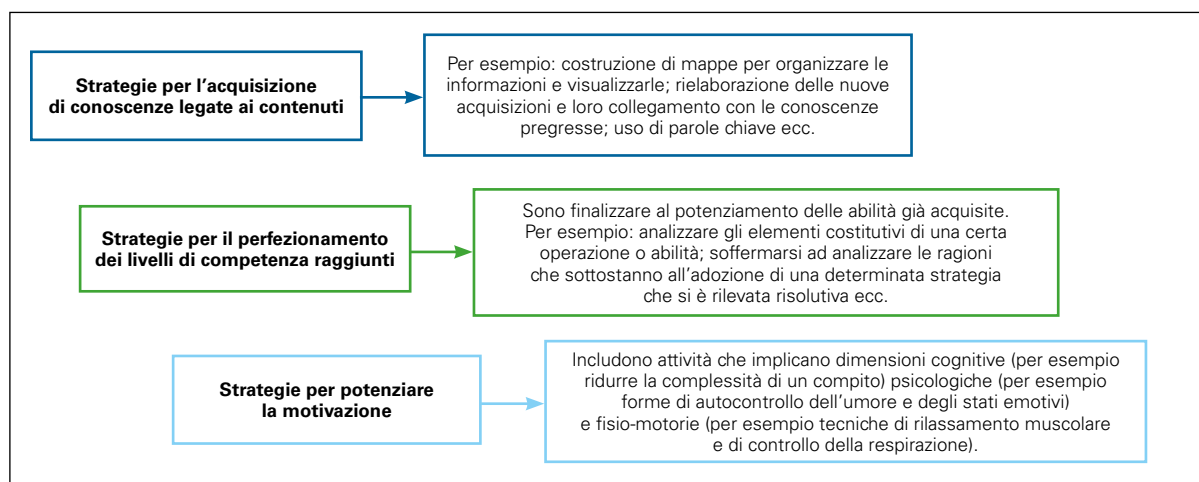 Strategie per l’acquisizione
di conoscenze legate ai contenuti
Per esempio: costruzione di mappe per organizzare le
informazioni e visualizzarle; rielaborazione delle nuove
acquisizioni e loro collegamento con le conoscenze
pregresse; uso di parole chiave ecc.
Strategie per il perfezionamento
dei livelli di competenza raggiunti
Sono finalizzare al potenziamento delle abilità già acquisite.
Per esempio: analizzare gli elementi costitutivi di una certa
operazione o abilità; soffermarsi ad analizzare le ragioni
che sottostanno all’adozione di una determinata strategia
che si è rilevata risolutiva ecc.
Strategie per potenziare
la motivazione
Includono attività che implicano dimensioni cognitive (per esempio
ridurre la complessità di un compito) psicologiche (per esempio
forme di autocontrollo dell’umore e degli stati emotivi)
e fisio-motorie (per esempio tecniche di rilassamento muscolare
e di controllo della respirazione).